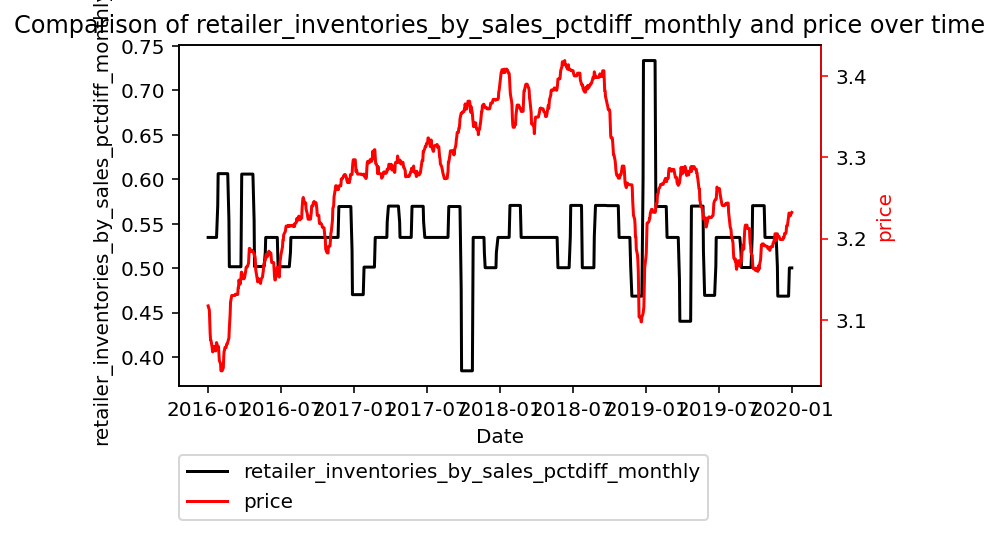 Comparison of retailer_inventories_by_sales_pctdiff_monthly and price over time
retailer_inventories_by_sales_pctdiff_monthly
0.75
0.70
0.65
0.60
0.55
0.50
0.45
0.40
3.4
3.3
3.2
3.1
price
2016-01 2016-07 2017-01 2017-07 2018-01 2018-07 2019-01 2019-07 2020-01
Date
retailer_inventories_by_sales_pctdiff_monthly
price